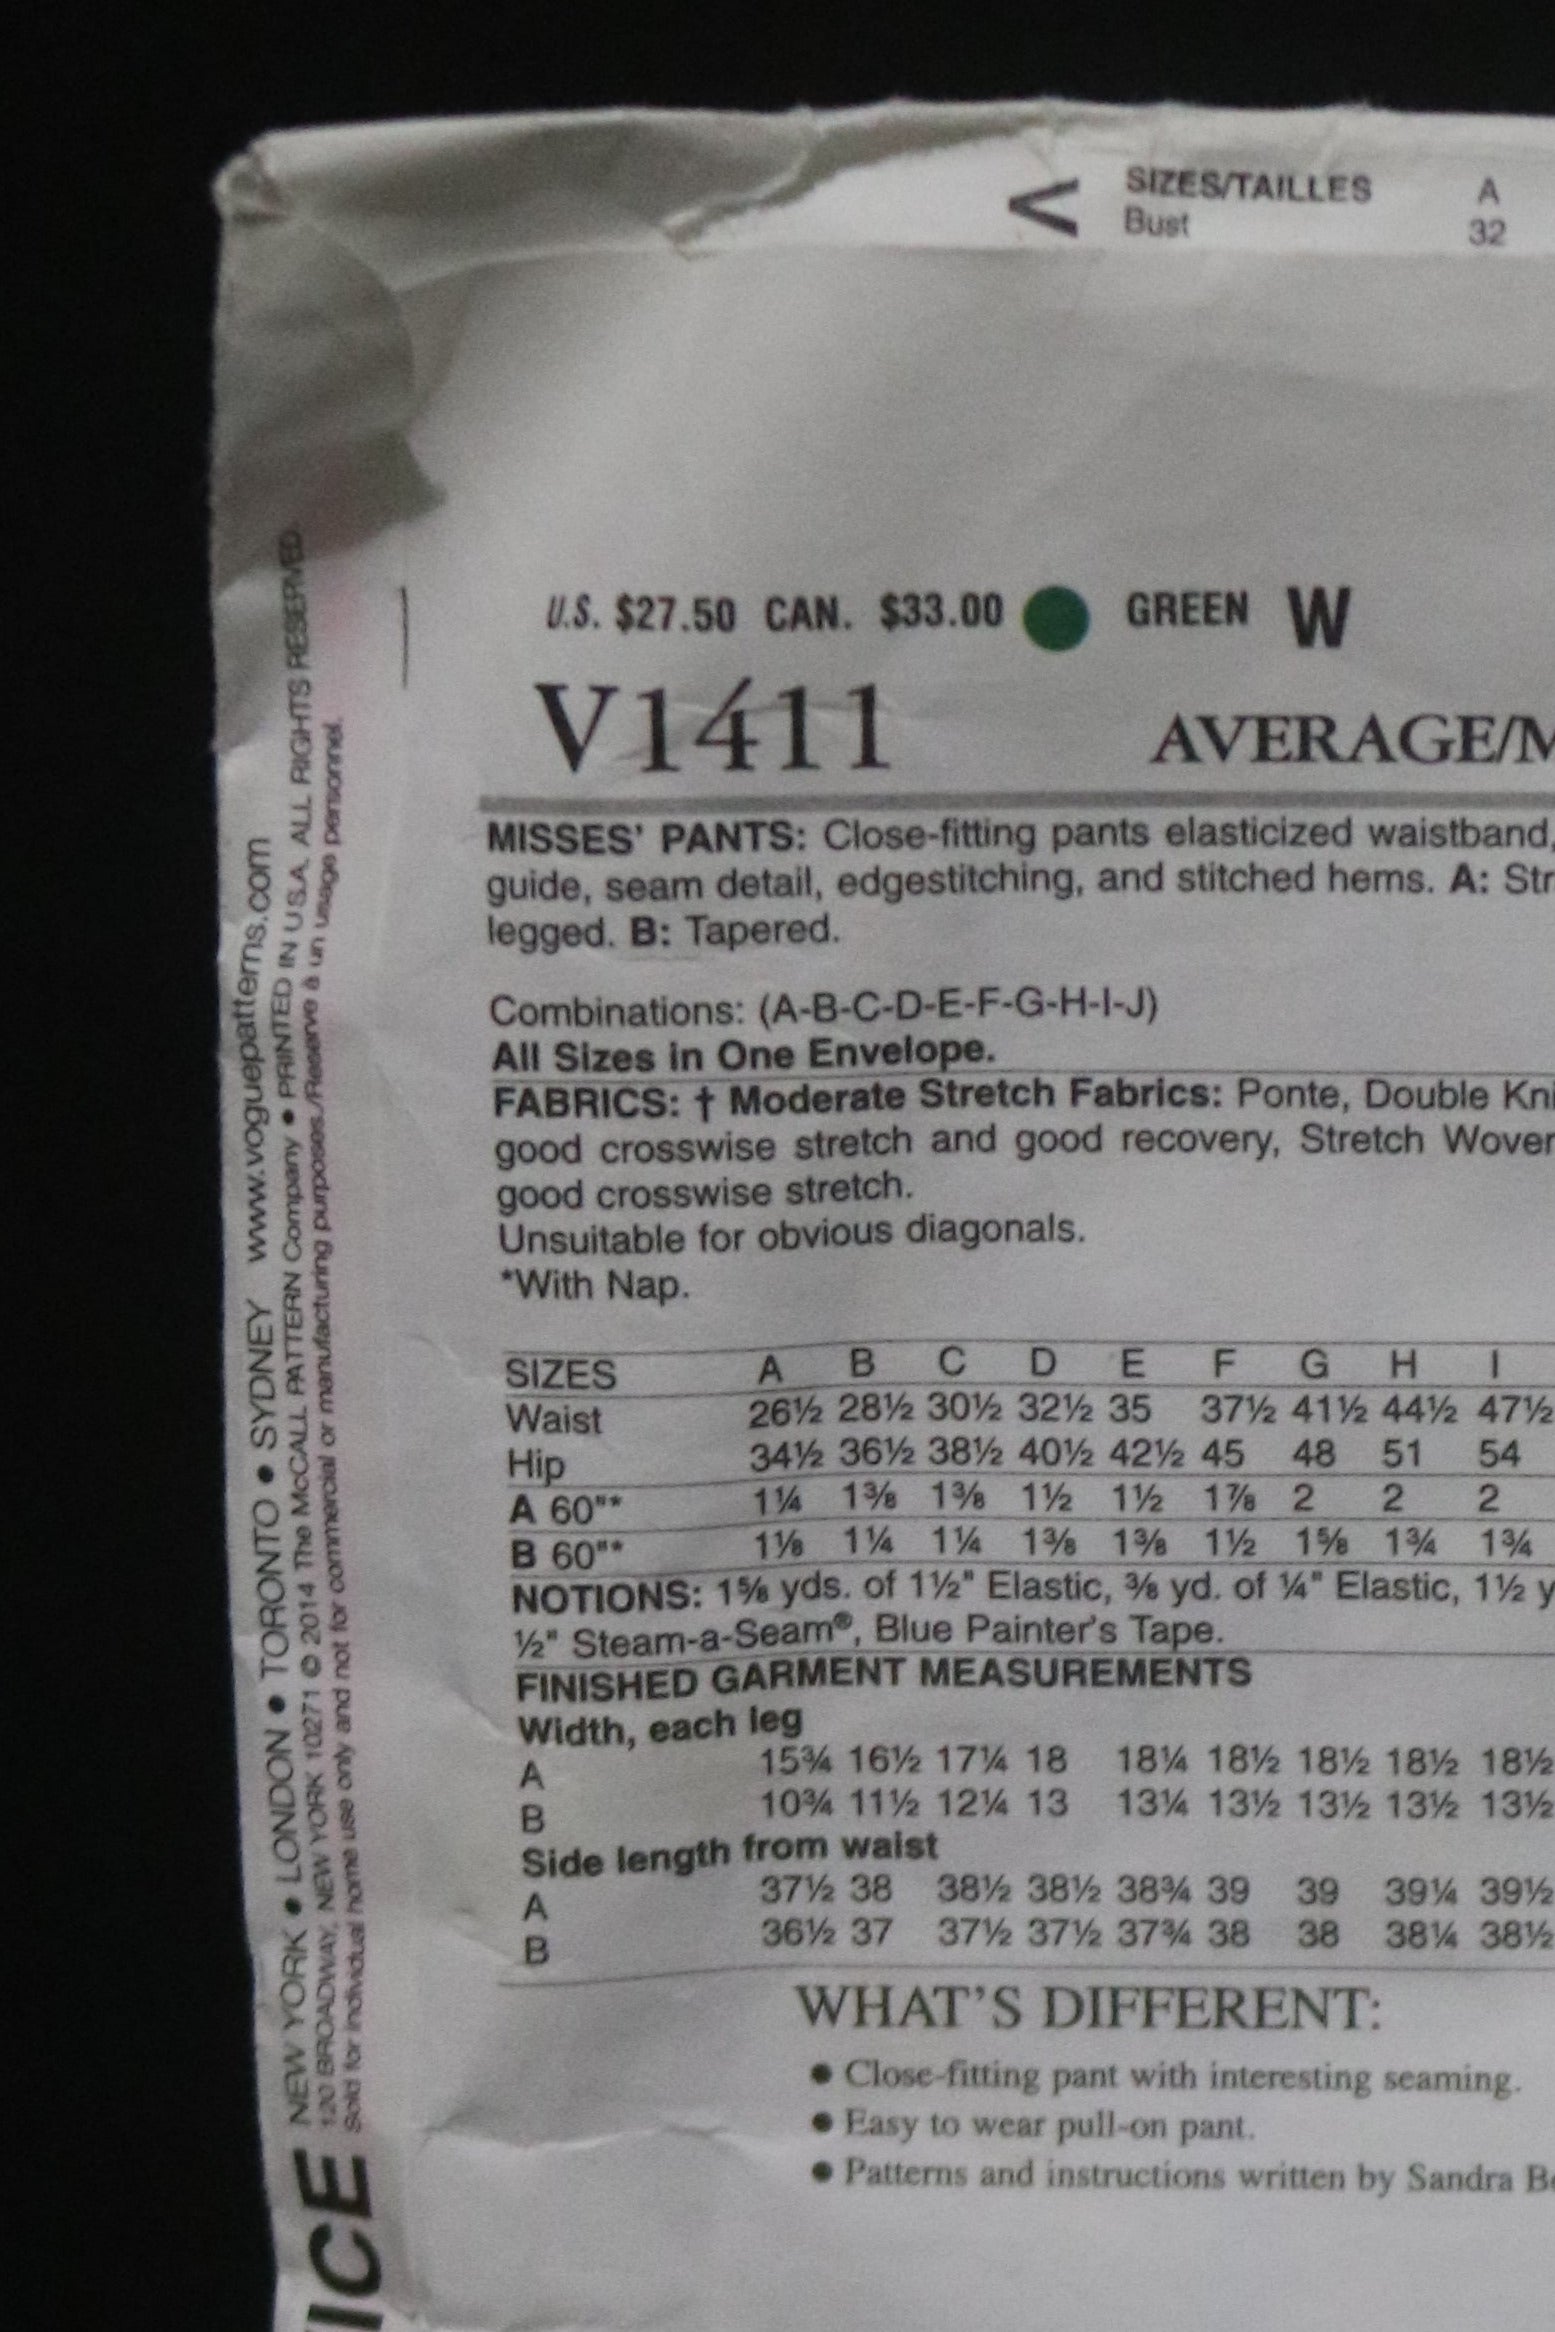 < SIZES/TAILLES A
Bust 32
U.S. $27.50 CAN. $33.00 GREEN W
V1411 AVERAGE/M
MISSES' PANTS: Close-fitting pants elasticized waistband,
guide, seam detail, edgestitching, and stitched hems. A: Str
legged. B: Tapered.
Combinations: (A-B-C-D-E-F-G-H-I-J)
All Sizes in One Envelope.
FABRICS: † Moderate Stretch Fabrics: Ponte, Double Kni
good crosswise stretch and good recovery, Stretch Woven
good crosswise stretch.
Unsuitable for obvious diagonals.
*With Nap.
SIZES A B C D E F G H I
Waist 26½ 28½ 30½ 32½ 35 37½ 41½ 44½ 47½
Hip 34½ 36½ 38½ 40½ 42½ 45 48 51 54
A 60"* 1¼ 1⅜ 1⅜ 1½ 1½ 1⅞ 2 2 2
B 60"* 1⅛ 1¼ 1¼ 1⅜ 1⅜ 1½ 1⅝ 1¾ 1¾
NOTIONS: 1⅝ yds. of 1½" Elastic, ⅜ yd. of ¼" Elastic, 1½ y
½" Steam-a-Seam®, Blue Painter's Tape.
FINISHED GARMENT MEASUREMENTS
Width, each leg
A 15¾ 16½ 17¼ 18 18¼ 18½ 18½ 18½ 18½
B 10¾ 11½ 12¼ 13 13¼ 13½ 13½ 13½ 13½
Side length from waist
A 37½ 38 38½ 38½ 38¾ 39 39 39¼ 39½
B 36½ 37 37½ 37½ 37¾ 38 38 38¼ 38½
WHAT'S DIFFERENT:
● Close-fitting pant with interesting seaming.
● Easy to wear pull-on pant.
● Patterns and instructions written by Sandra Be
ICE
NEW YORK ● LONDON ● TORONTO ● SYDNEY www.voguepatterns.com
120 BROADWAY, NEW YORK 10271 © 2014 The McCALL PATTERN Company ● PRINTED IN U.S.A. ALL RIGHTS RESERVED.
Sold for individual home use only and not for commercial or manufacturing purposes./Reserve à un usage personnel.